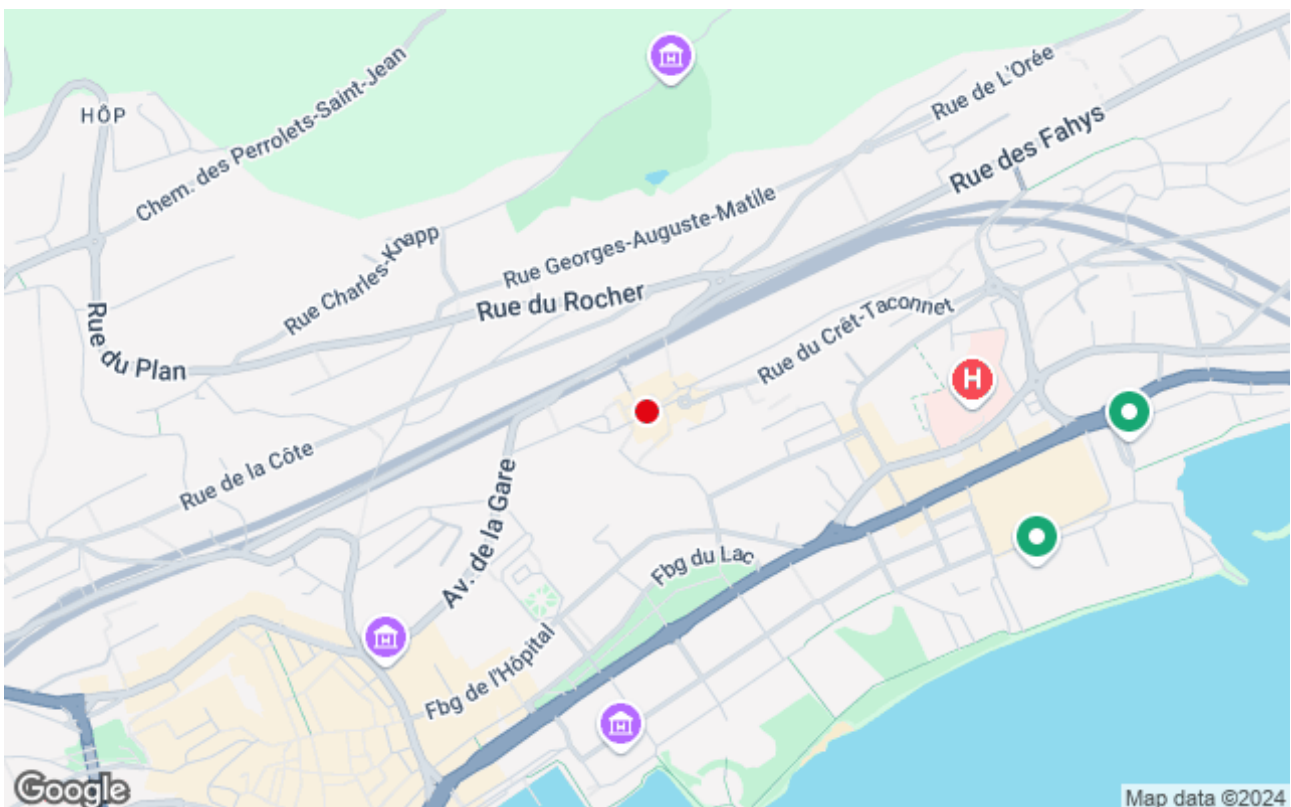 HÔP
Chem. des Perrolets-Saint-Jean
Rue de L'Orée
Rue des Fahys
Rue Charles-Knapp
Rue Georges-Auguste-Matile
Rue du Rocher
Rue du Plan
Rue du Crêt-Taconnet
H
Rue de la Côte
Av. de la Gare
Fbg du Lac
Fbg de l'Hôpital
Google
Map data ©2024